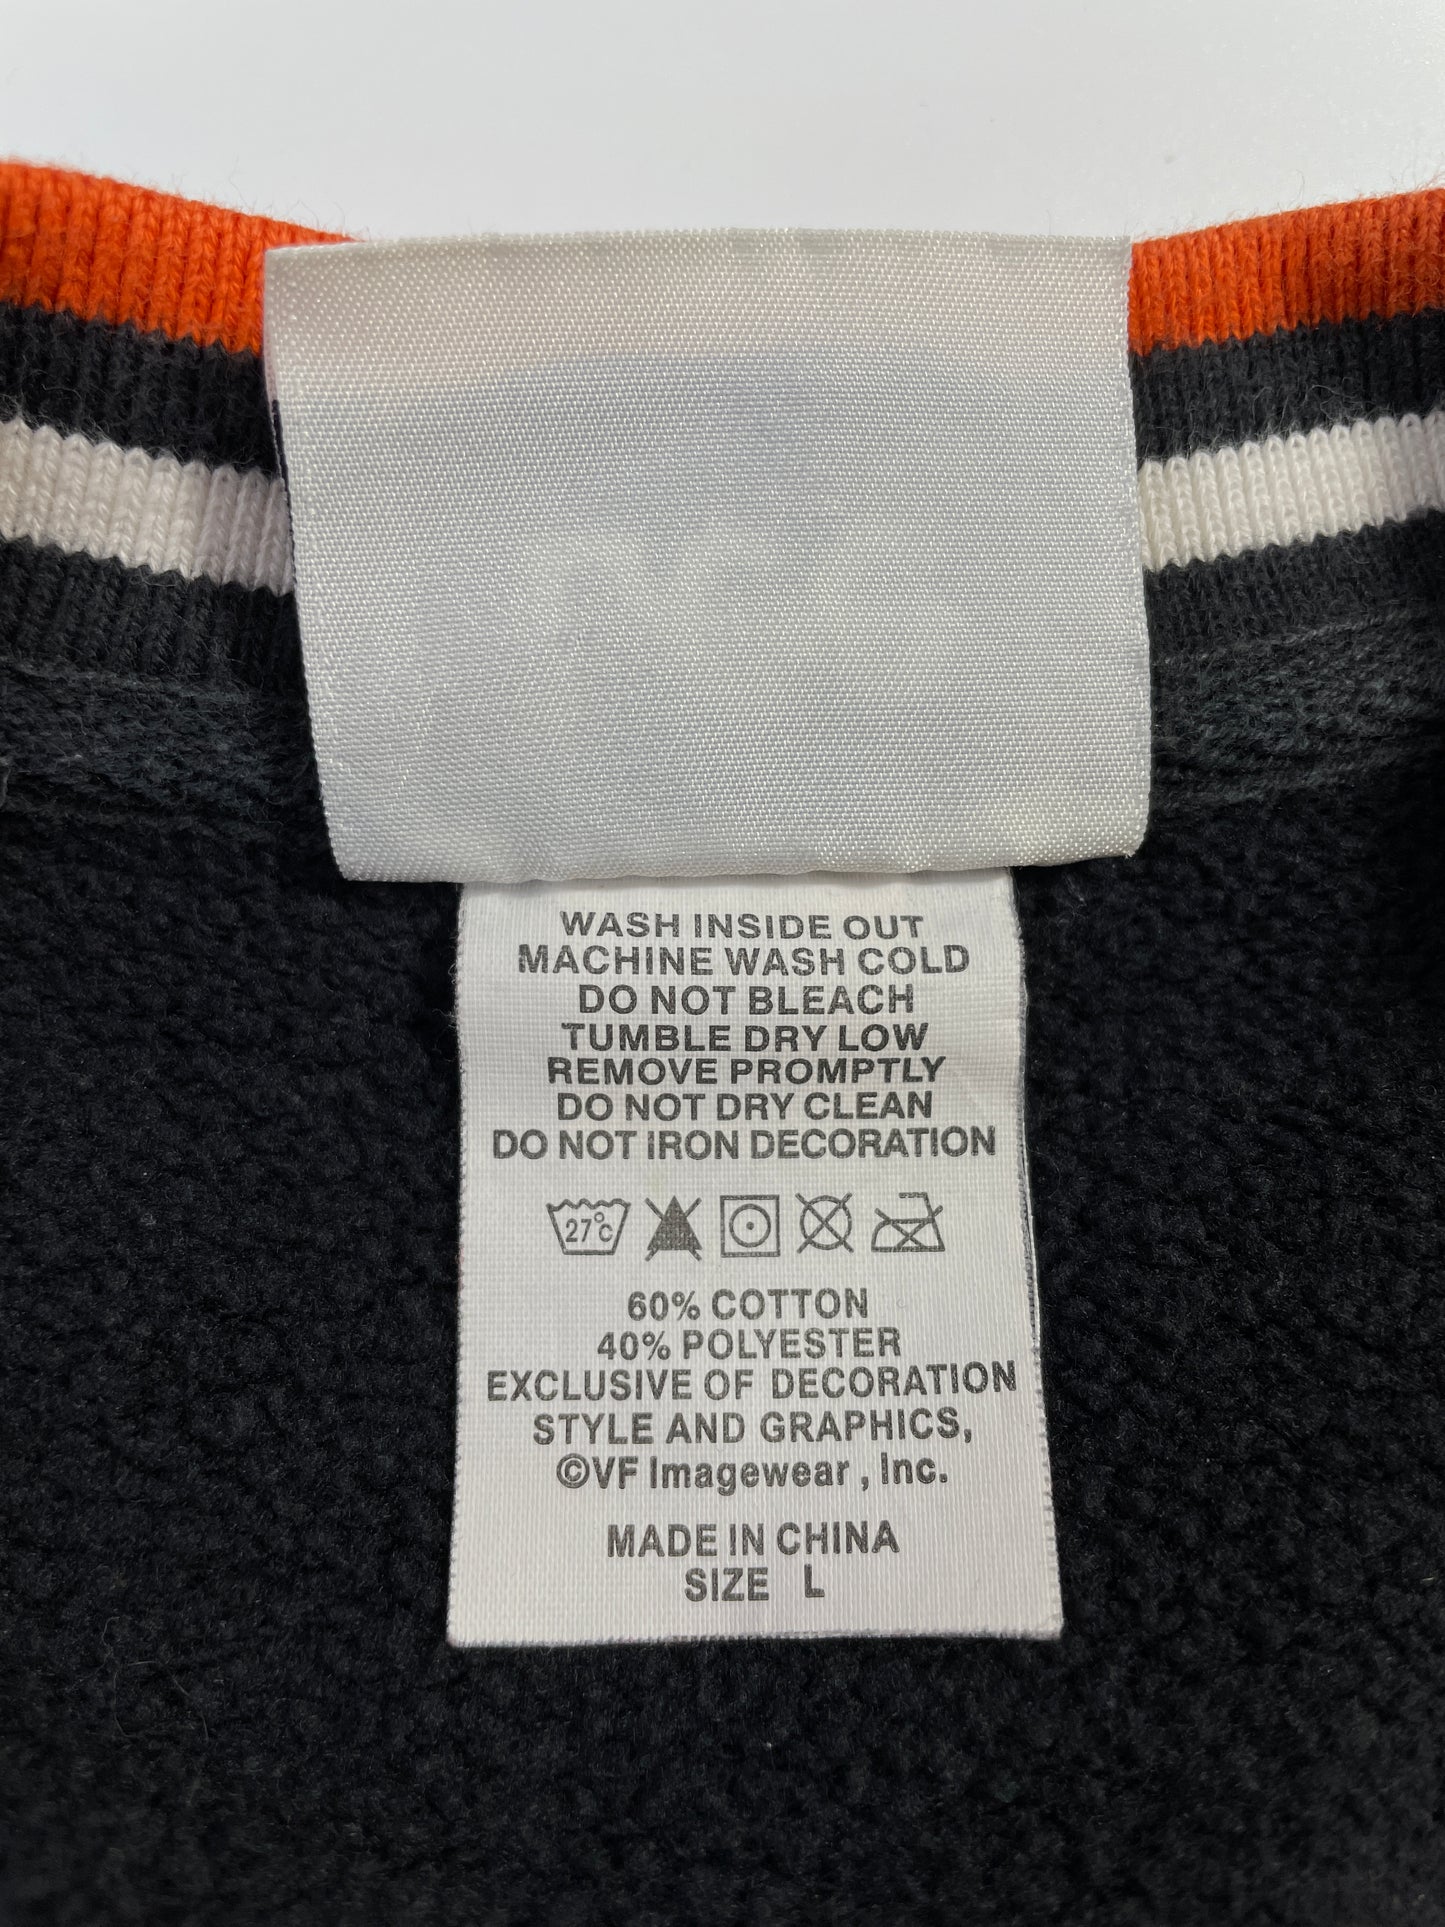 WASH INSIDE OUT
MACHINE WASH COLD
DO NOT BLEACH
TUMBLE DRY LOW
REMOVE PROMPTLY
DO NOT DRY CLEAN
DO NOT IRON DECORATION
27°C
60% COTTON
40% POLYESTER
EXCLUSIVE OF DECORATION
STYLE AND GRAPHICS,
©VF Imagewear, Inc.
MADE IN CHINA
SIZE L